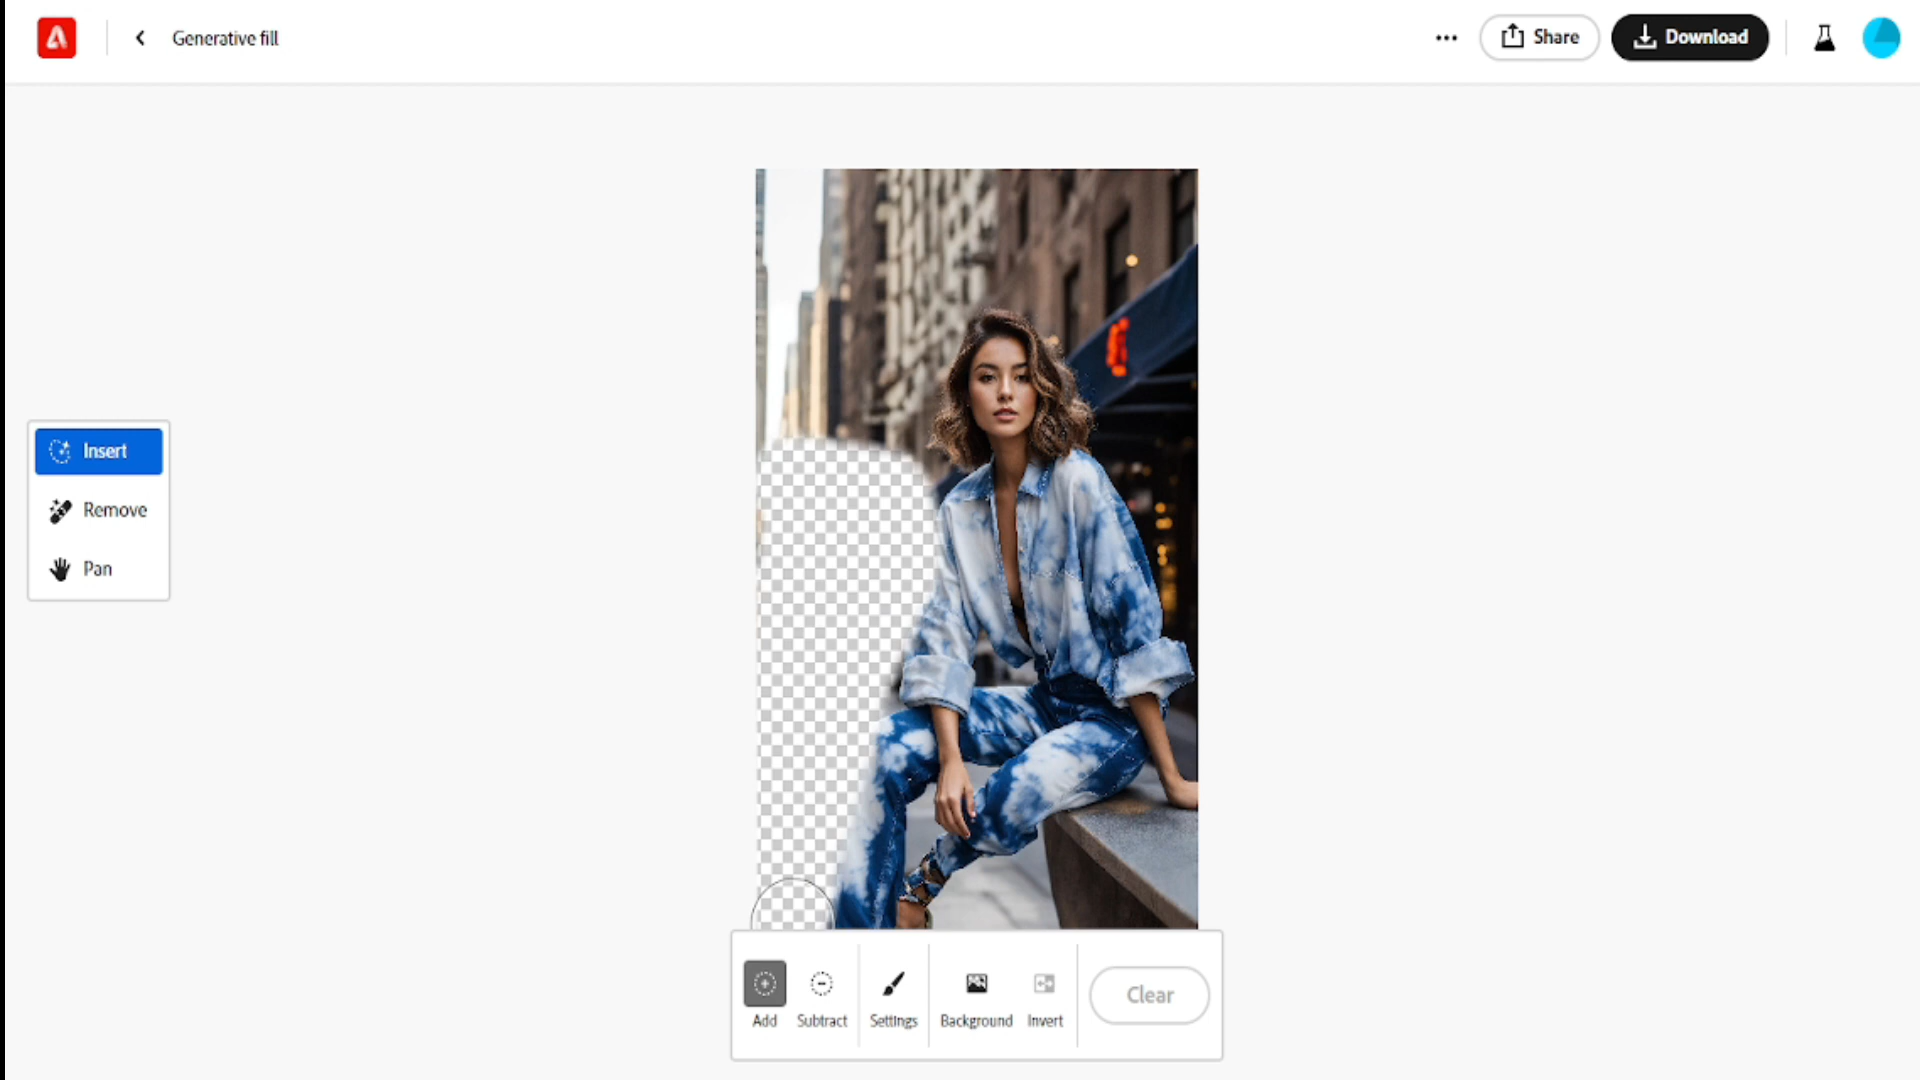 Generative fill
Share
Download
Insert
Remove
Pan
Add
Subtract
Settings
Background
Invert
Clear